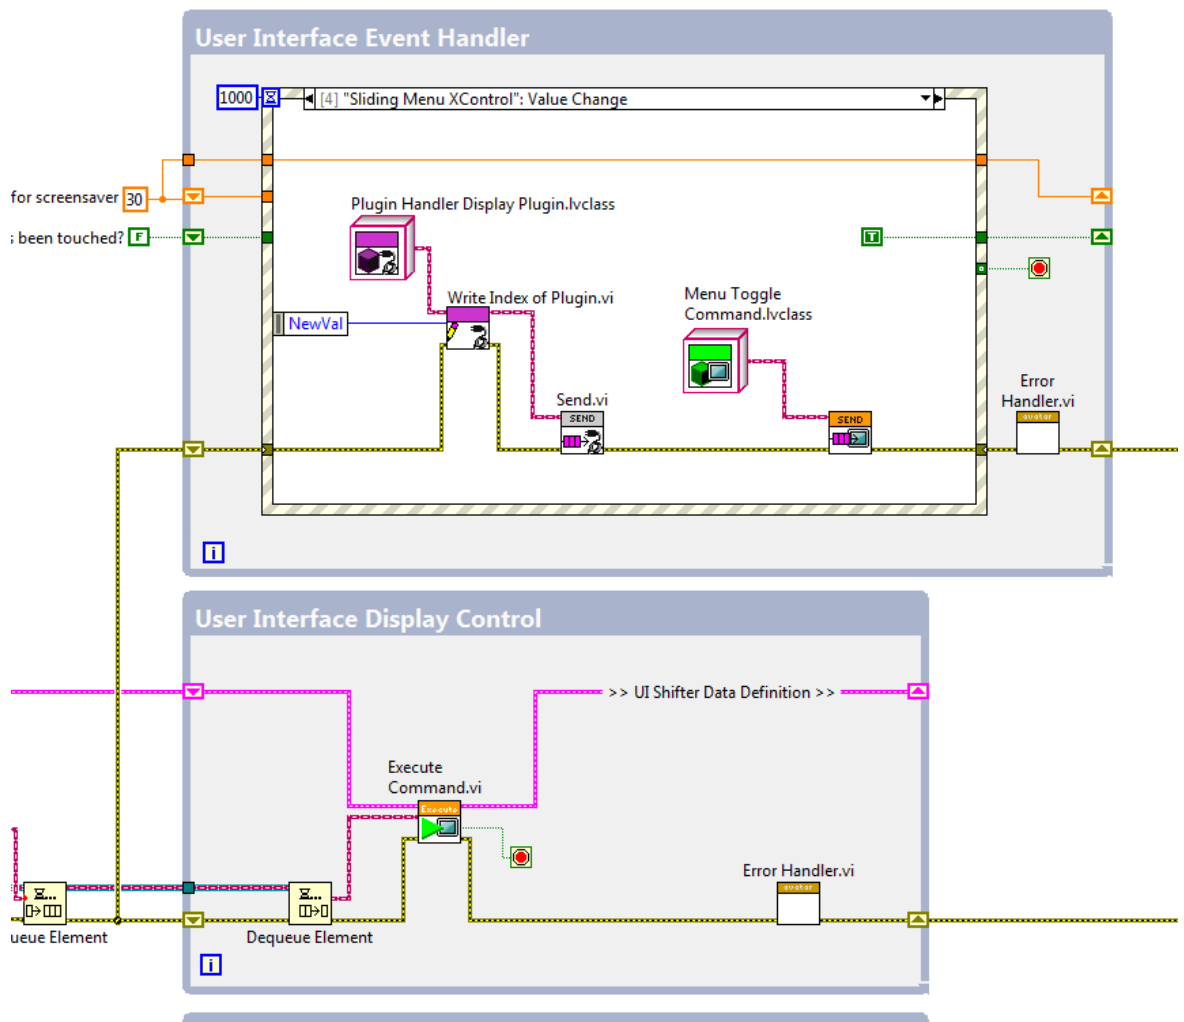 User Interface Event Handler
1000
[4] "Sliding Menu XControl": Value Change
for screensaver 30
s been touched? F
Plugin Handler Display Plugin.lvclass
T
Write Index of Plugin.vi
NewVal
Menu Toggle
Command.lvclass
Send.vi
SEND
SEND
Error
Handler.vi
avatar
i
User Interface Display Control
>> UI Shifter Data Definition >>
Execute
Command.vi
Execute
Error Handler.vi
avatar
ueue Element
Dequeue Element
i